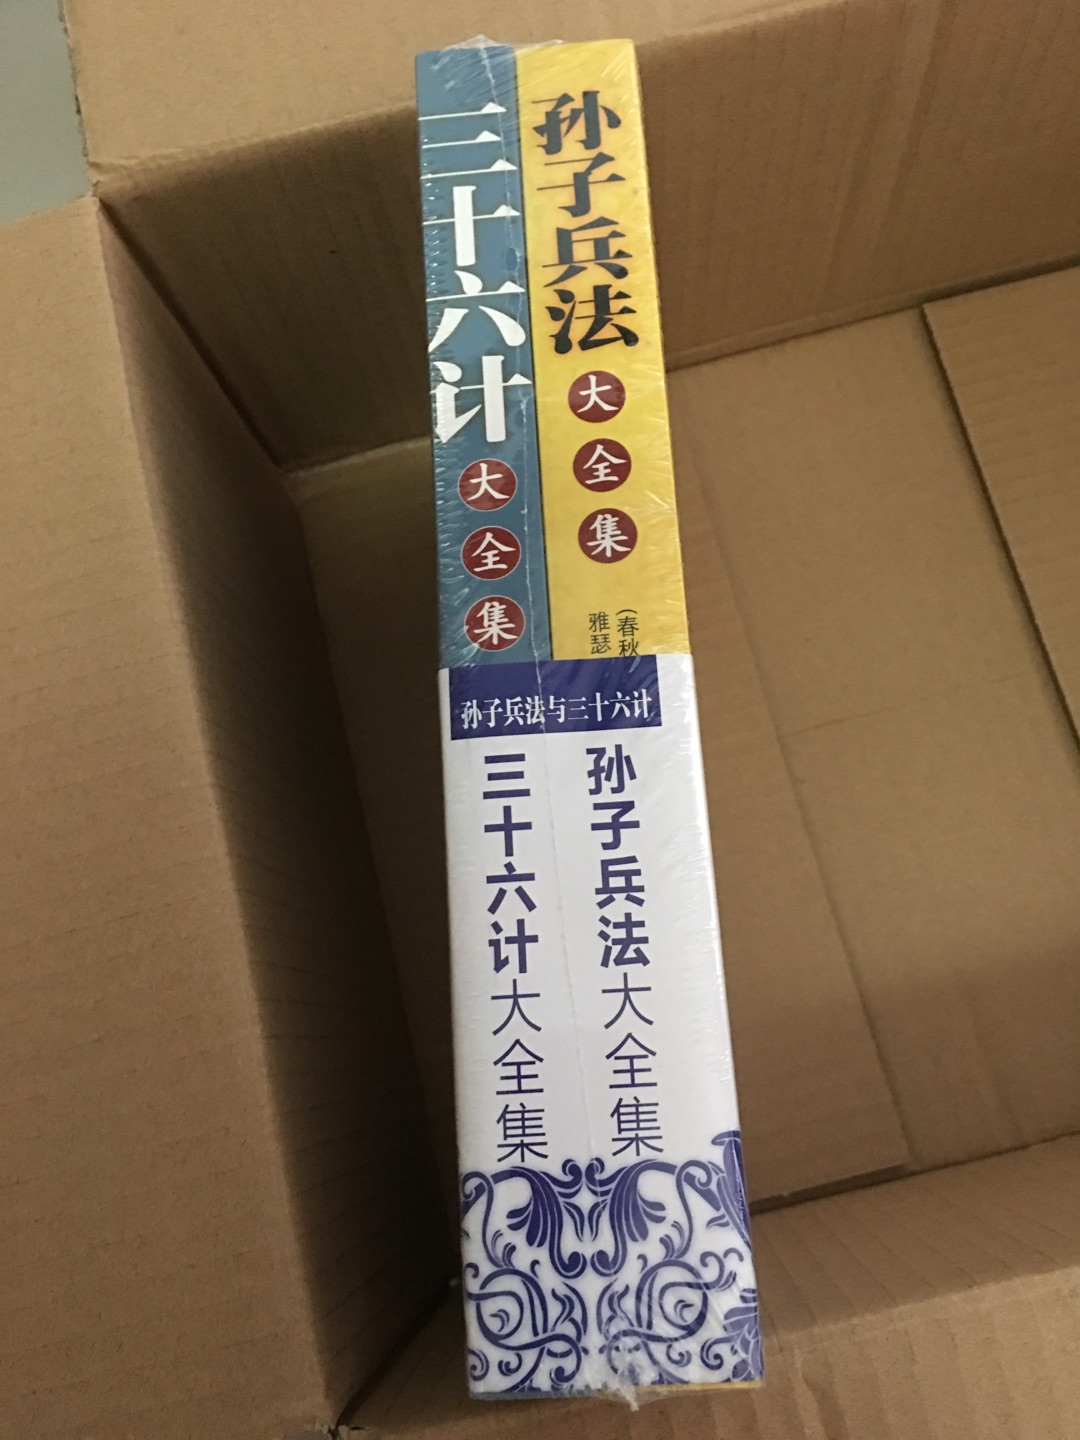 孙子兵法
大全集
(春秋
雅瑟
三十六计
大全集
孙子兵法与三十六计
孙子兵法大全集
三十六计大全集